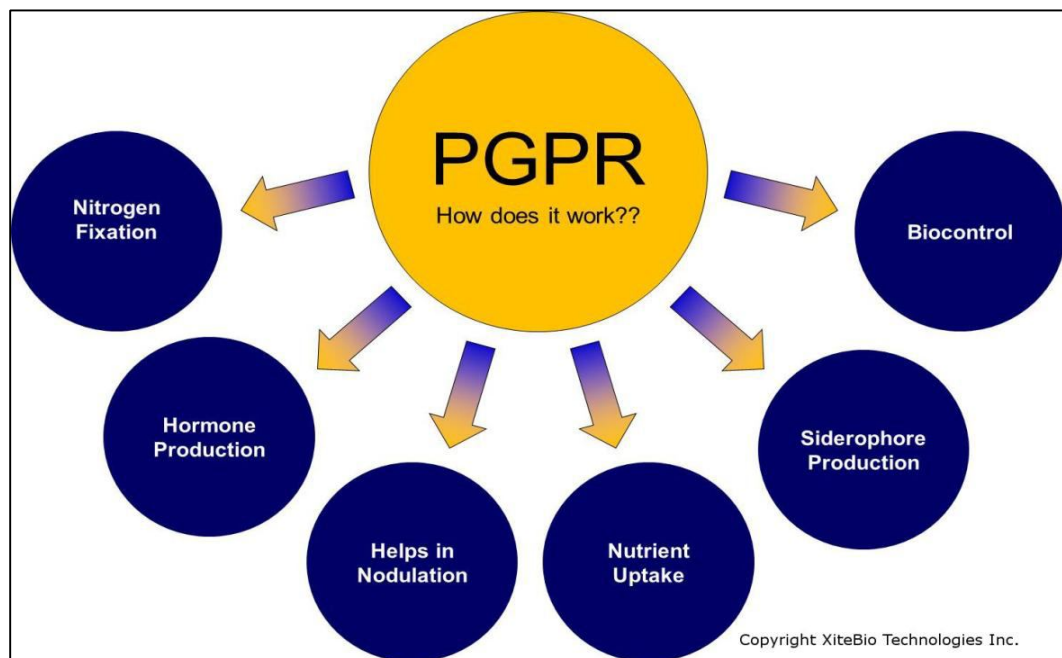 PGPR
How does it work??
Nitrogen
Fixation
Hormone
Production
Helps in
Nodulation
Nutrient
Uptake
Siderophore
Production
Biocontrol
Copyright XiteBio Technologies Inc.